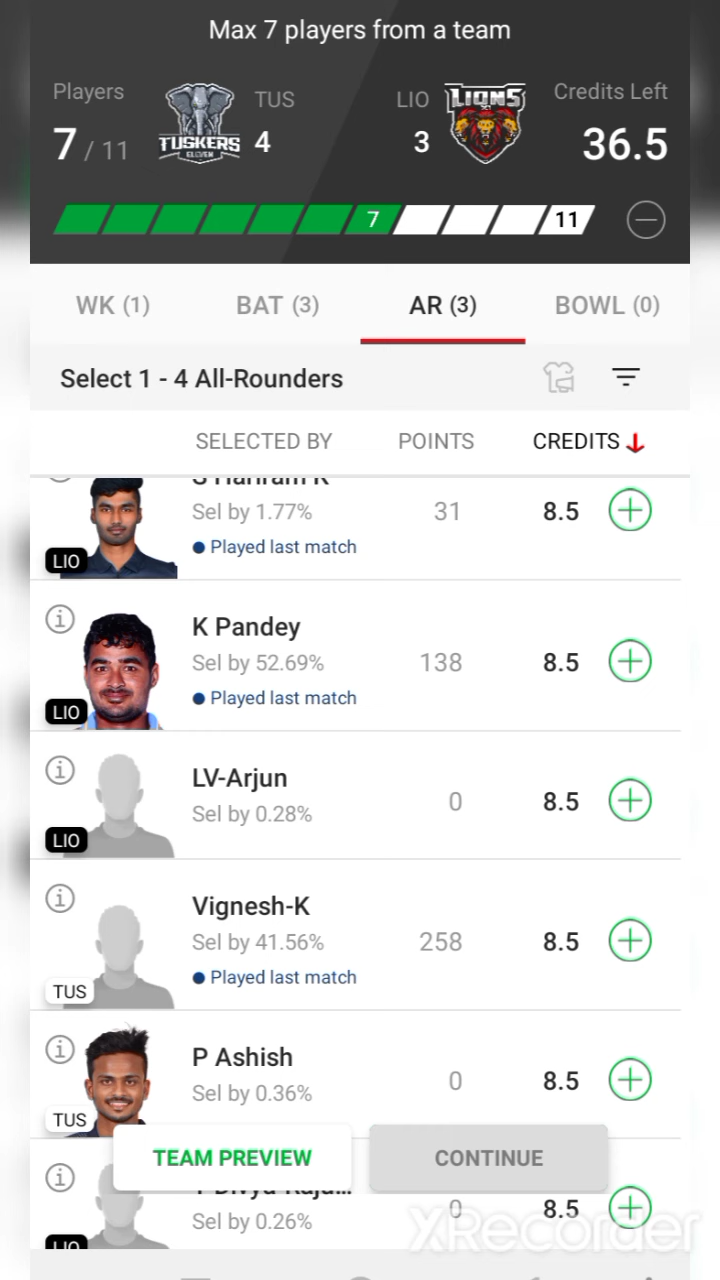 Max 7 players from a team
Players
TUS
LIO
LIONS
Credits Left
7 / 11
TUSKERS
ELEVEN
4
3
36.5
7
11
WK (1)
BAT (3)
AR (3)
BOWL (0)
Select 1 - 4 All-Rounders
SELECTED BY
POINTS
CREDITS
S Hariram K
Sel by 1.77%
31
8.5
Played last match
LIO
K Pandey
Sel by 52.69%
138
8.5
Played last match
LIO
LV-Arjun
Sel by 0.28%
0
8.5
LIO
Vignesh-K
Sel by 41.56%
258
8.5
Played last match
TUS
P Ashish
Sel by 0.36%
0
8.5
TUS
TEAM PREVIEW
CONTINUE
Sel by 0.26%
0
8.5
LIO
XRecorder